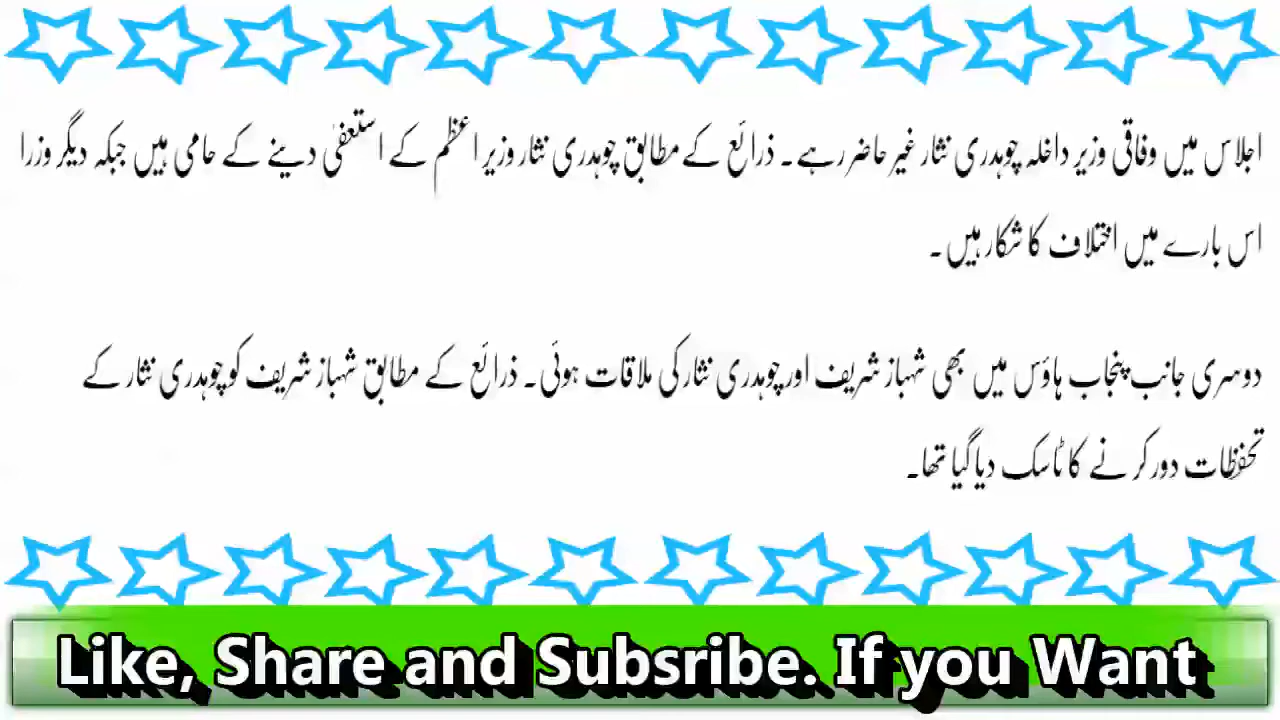 اجلاس میں وفاقی وزیر داخلہ چوہدری نثار غیر حاضر رہے۔ ذرائع کے مطابق چوہدری نثار وزیر اعظم کے استعفیٰ دینے کے حامی ہیں جبکہ دیگر وزرا
اس بارے میں اختلاف کا شکار ہیں۔
دوسری جانب پنجاب ہاؤس میں بھی شہباز شریف اور چوہدری نثار کی ملاقات ہوئی۔ ذرائع کے مطابق شہباز شریف کو چوہدری نثار کے
تحفظات دور کرنے کا ٹاسک دیا گیا تھا۔
Like, Share and Subsribe. If you Want